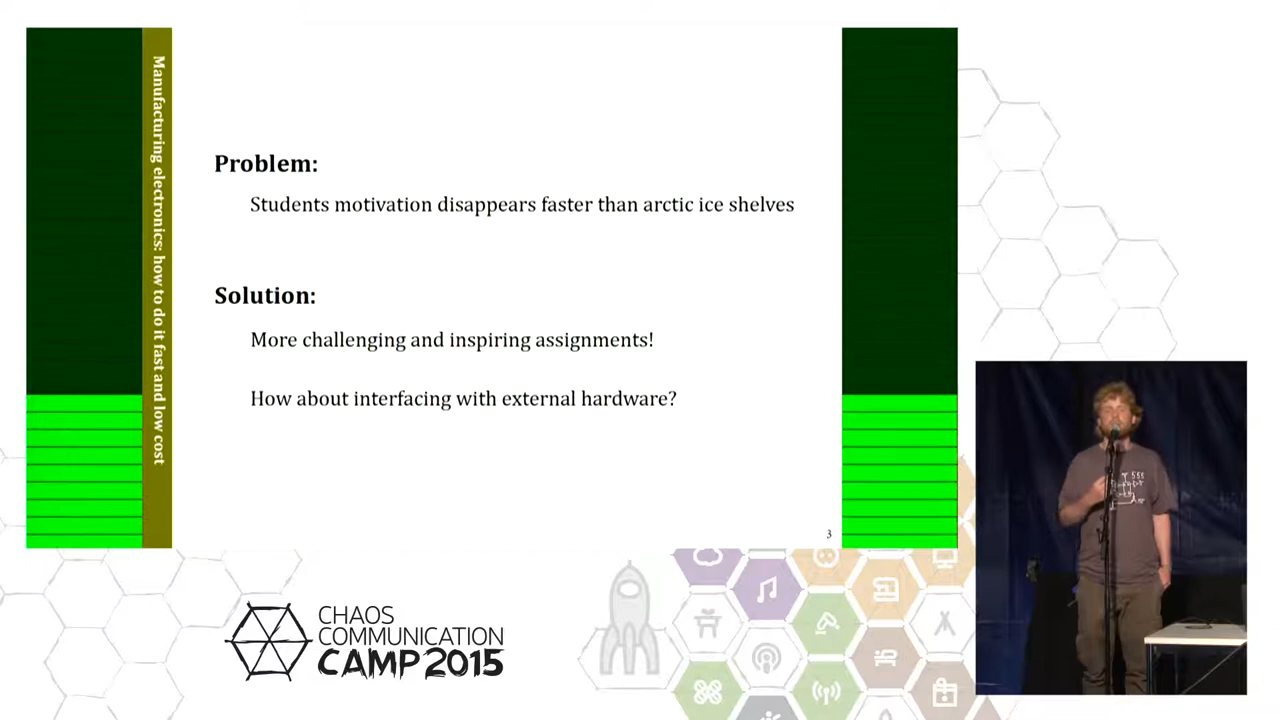 Manufacturing electronics: how to do it fast and low cost
Problem:
Students motivation disappears faster than arctic ice shelves
Solution:
More challenging and inspiring assignments!
How about interfacing with external hardware?
3
555
CHAOS
COMMUNICATION
CAMP 2015